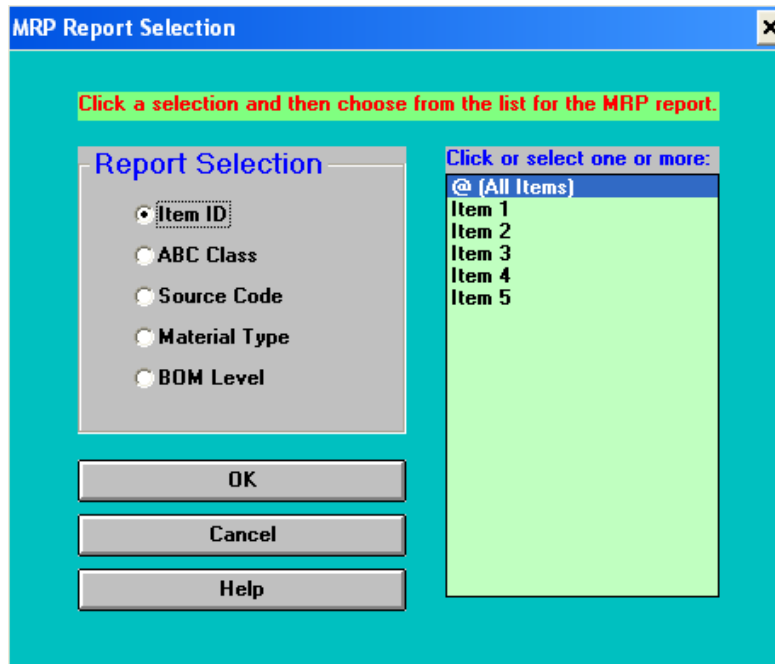 MRP Report Selection
Click a selection and then choose from the list for the MRP report.
Report Selection
Item ID
ABC Class
Source Code
Material Type
BOM Level
OK
Cancel
Help
Click or select one or more:
@ (All Items)
Item 1
Item 2
Item 3
Item 4
Item 5